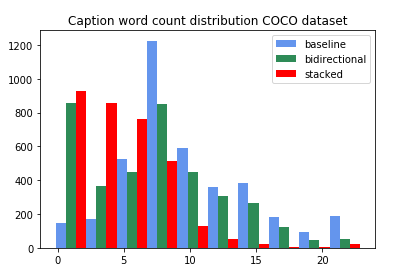 Caption word count distribution COCO dataset
baseline
bidirectional
stacked
1200
1000
800
600
400
200
0
0 5 10 15 20